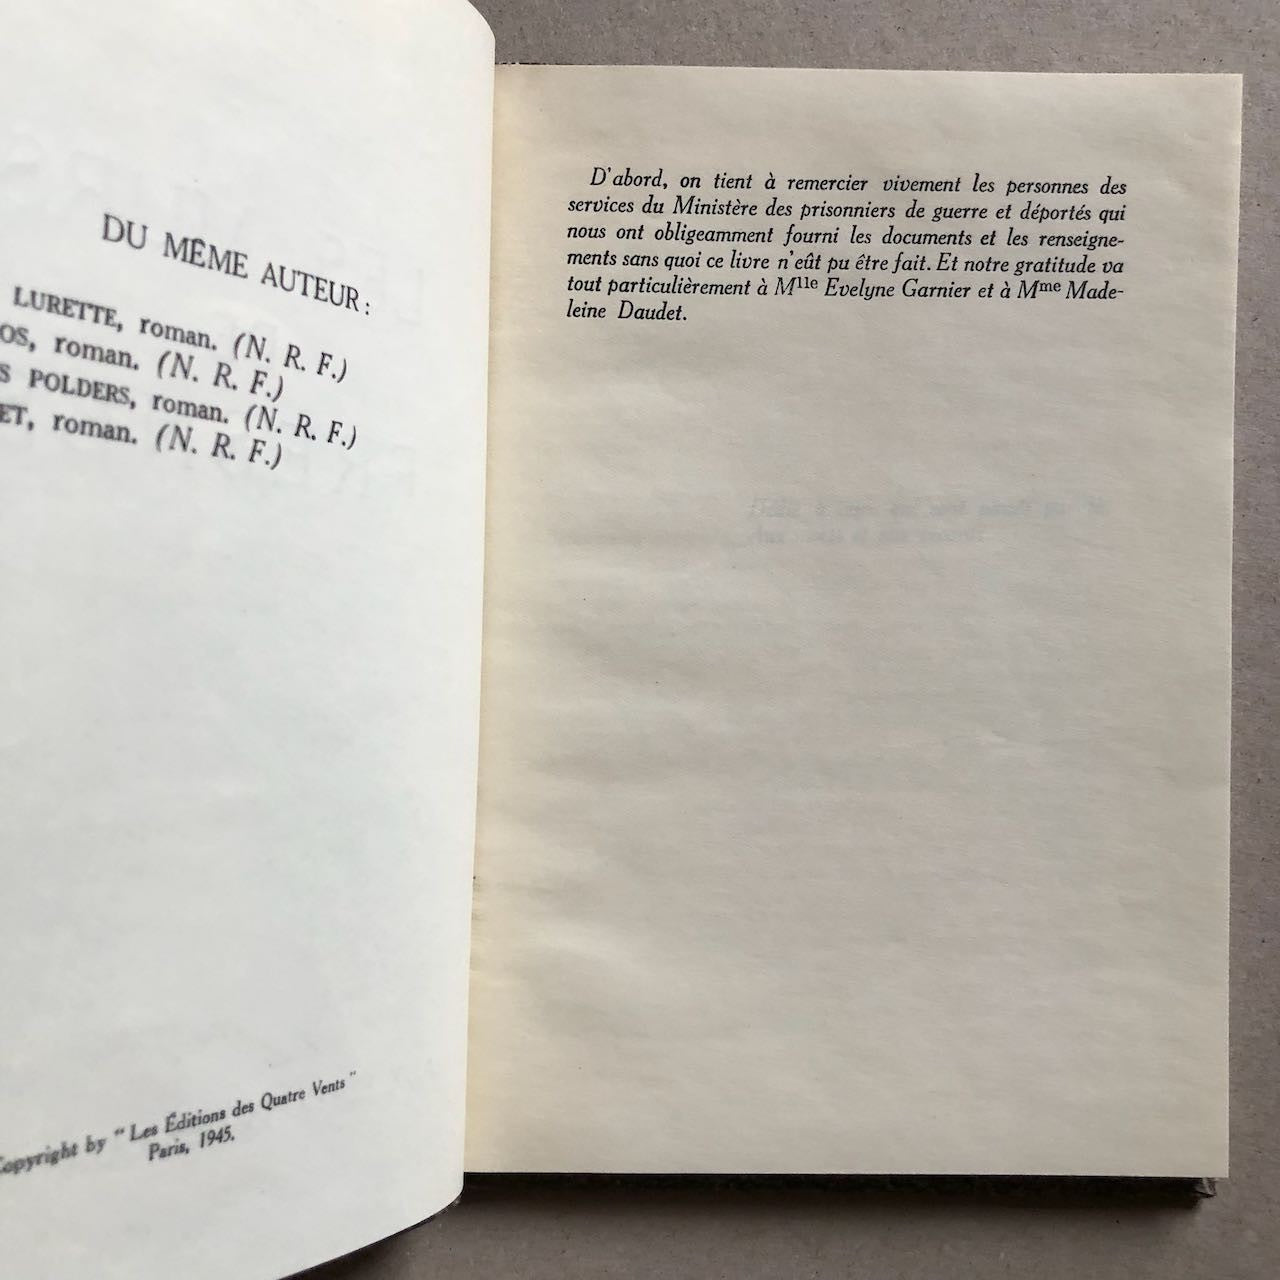 DU MÊME AUTEUR:
LURETTE, roman. (N. R. F.)
OS, roman. (N. R. F.)
S POLDERS, roman. (N. R. F.)
ET, roman. (N. R. F.)
Copyright by “ Les Éditions des Quatre Vents ”
Paris, 1945.
D'abord, on tient à remercier vivement les personnes des
services du Ministère des prisonniers de guerre et déportés qui
nous ont obligeamment fourni les documents et les renseigne-
ments sans quoi ce livre n'eût pu être fait. Et notre gratitude va
tout particulièrement à Mlle Evelyne Garnier et à Mme Made-
leine Daudet.